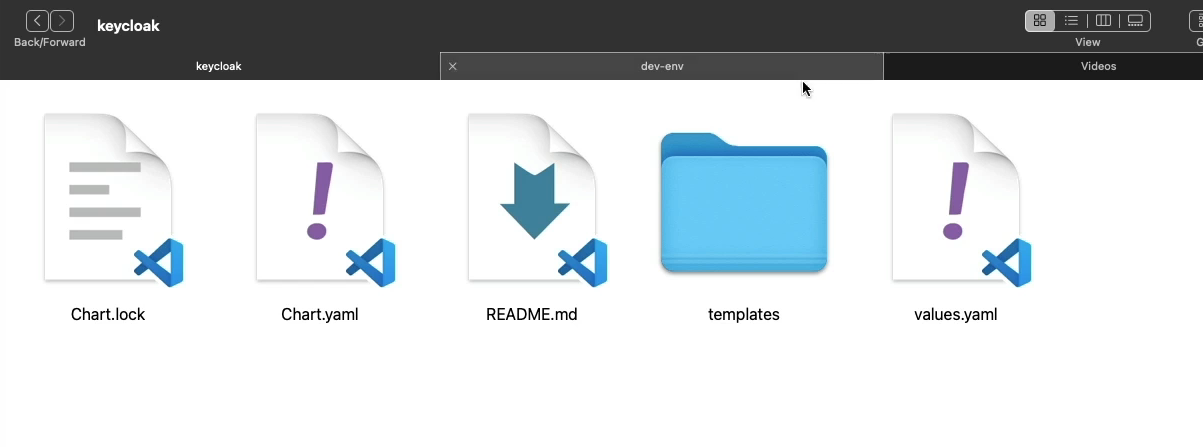 keycloak
Back/Forward
View
keycloak
dev-env
Videos
Chart.lock
Chart.yaml
README.md
templates
values.yaml